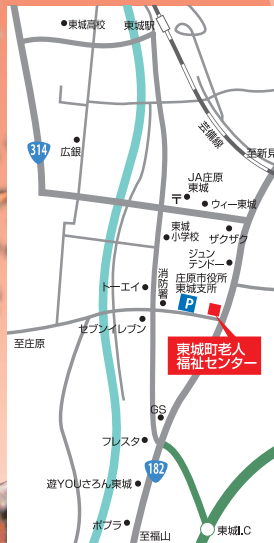 東城高校
東城駅
芸備線
至新見
314
広銀
JA庄原
東城
〒
ウィー東城
東城
小学校
ザグザグ
ジュン
テンドー
庄原市役所
東城支所
消防署
トーエイ
P
セブンイレブン
至庄原
東城町老人
福祉センター
GS
フレスタ
182
遊YOUさろん東城
ポプラ
至福山
東城I.C